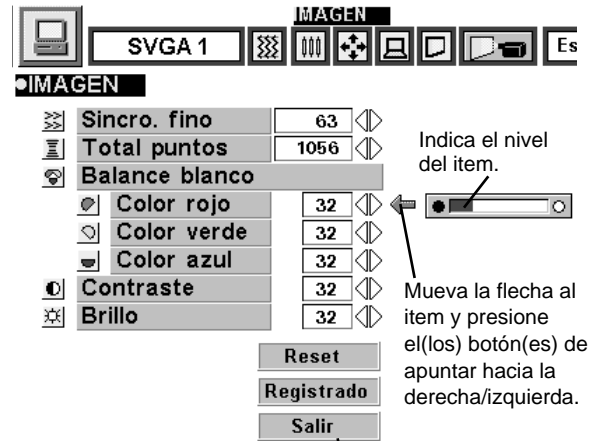 IMAGEN
SVGA 1
Es
●IMAGEN
Sincro. fino 63
Total puntos 1056
Balance blanco
Color rojo 32
Color verde 32
Color azul 32
Contraste 32
Brillo 32
Reset
Registrado
Salir
Indica el nivel
del item.
Mueva la flecha al
item y presione
el(los) botón(es) de
apuntar hacia la
derecha/izquierda.